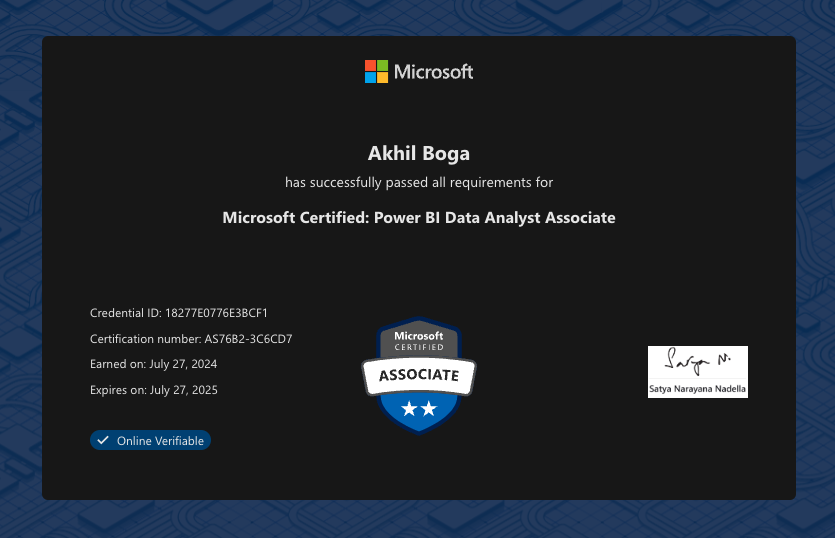 Microsoft
Akhil Boga
has successfully passed all requirements for
Microsoft Certified: Power BI Data Analyst Associate
Credential ID: 18277E0776E3BCF1
Certification number: AS76B2-3C6CD7
Earned on: July 27, 2024
Expires on: July 27, 2025
Online Verifiable
Microsoft
CERTIFIED
ASSOCIATE
Satya N.
Satya Narayana Nadella